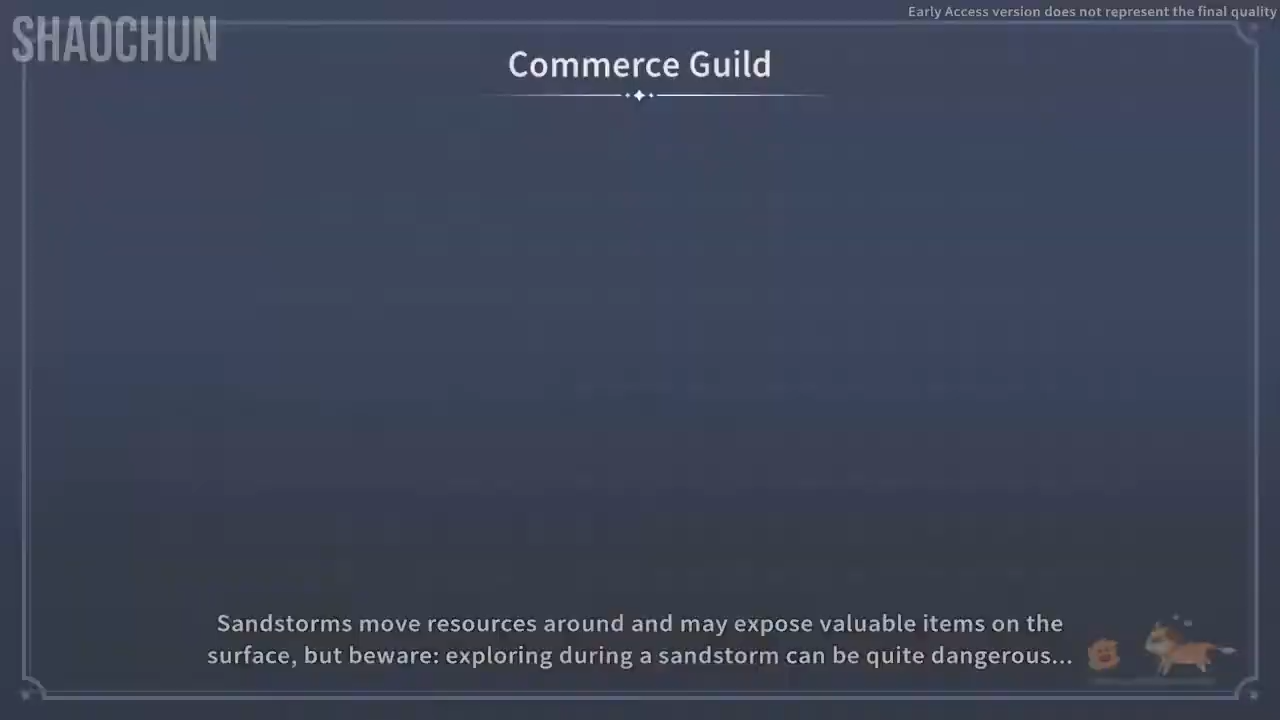 Early Access version does not represent the final quality
SHAOCHUN
Commerce Guild
Sandstorms move resources around and may expose valuable items on the
surface, but beware: exploring during a sandstorm can be quite dangerous...